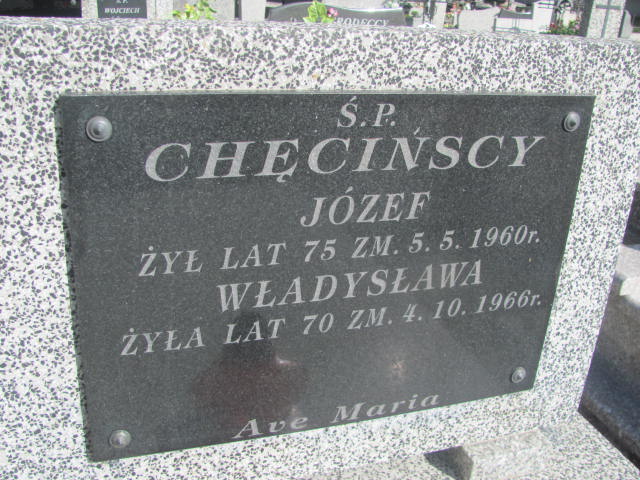 WOJCIECH
Ś.P.
CHĘCIŃSCY
JÓZEF
ŻYŁ LAT 75 ZM. 5.5.1960r.
WŁADYSŁAWA
ŻYŁA LAT 70 ZM. 4.10.1966r.
Ave Maria